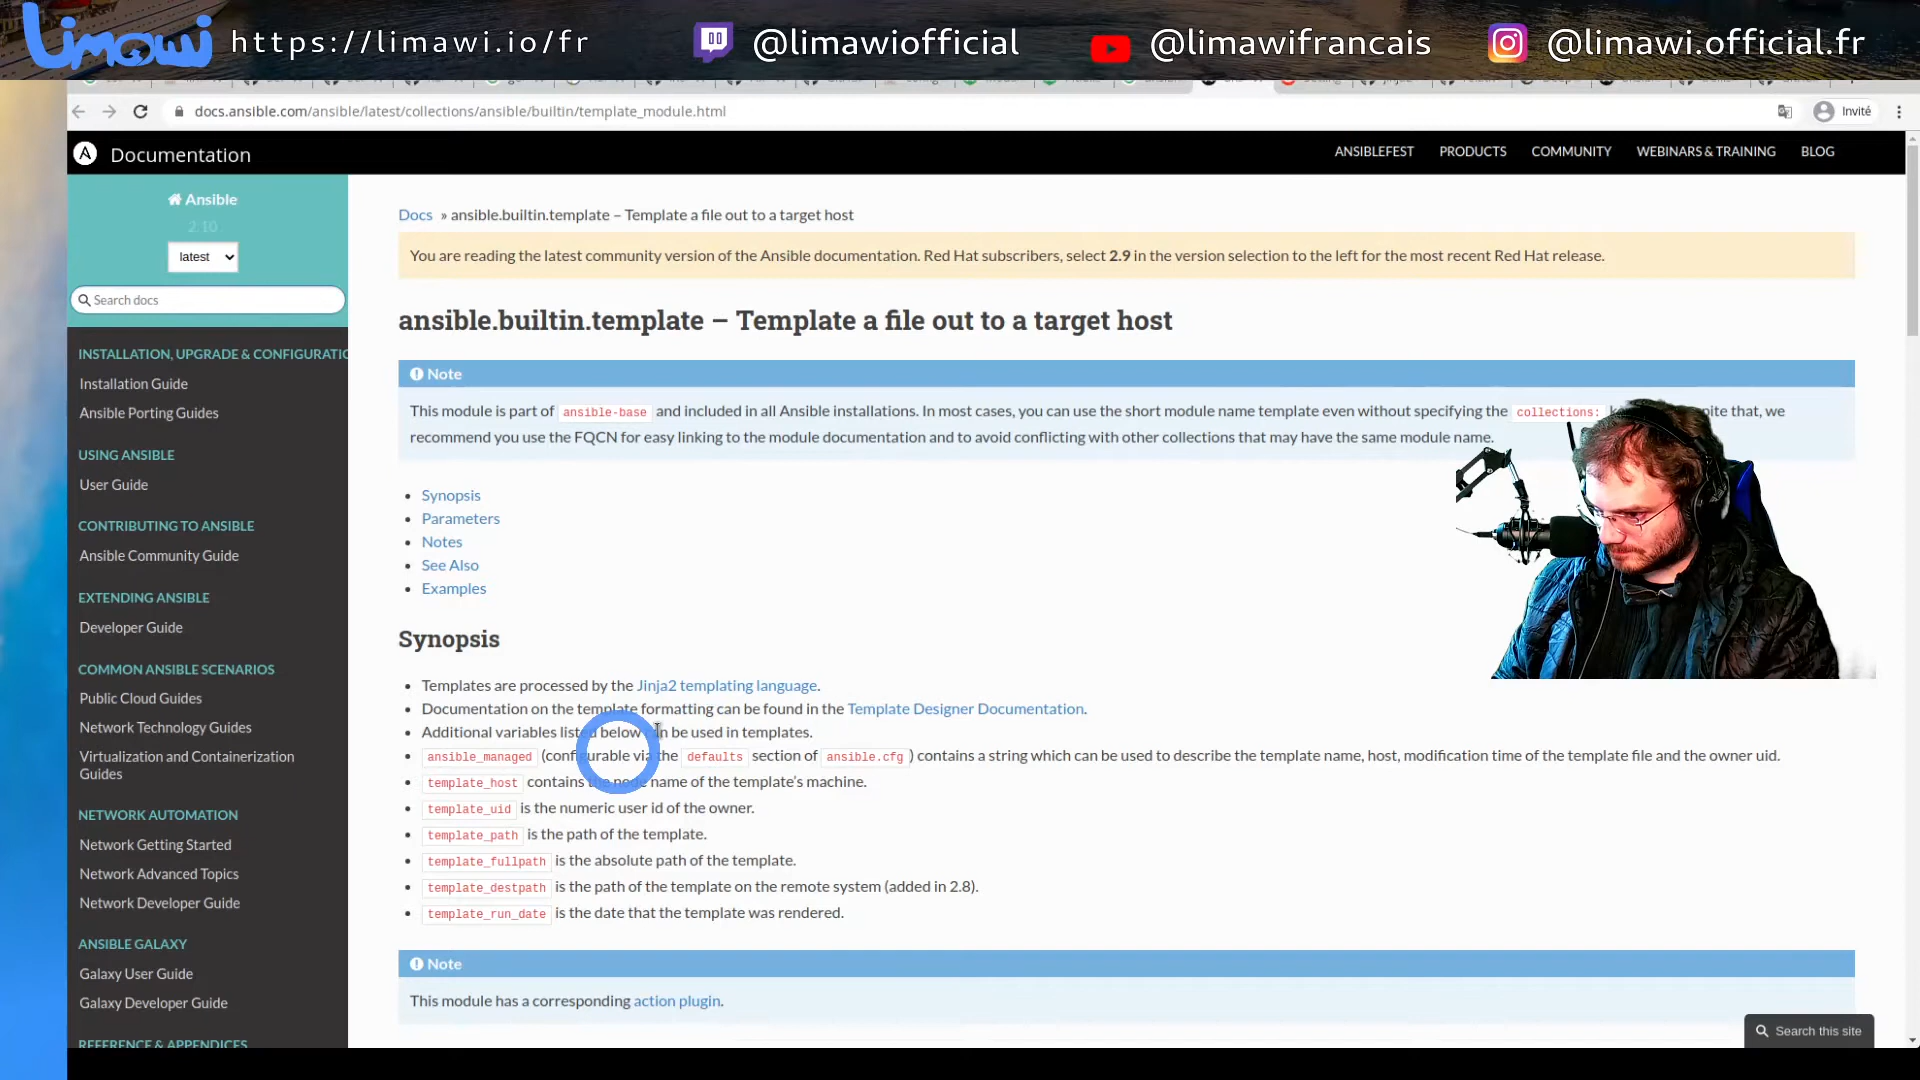 Limawi https://limawi.io/fr @limawiofficial @limawifrancais @limawi.official.fr
docs.ansible.com/ansible/latest/collections/ansible/builtin/template_module.html Invité
Documentation ANSIBLEFEST PRODUCTS COMMUNITY WEBINARS & TRAINING BLOG
Ansible
2.10
latest
Search docs
INSTALLATION, UPGRADE & CONFIGURATIO
Installation Guide
Ansible Porting Guides
USING ANSIBLE
User Guide
CONTRIBUTING TO ANSIBLE
Ansible Community Guide
EXTENDING ANSIBLE
Developer Guide
COMMON ANSIBLE SCENARIOS
Public Cloud Guides
Network Technology Guides
Virtualization and Containerization
Guides
NETWORK AUTOMATION
Network Getting Started
Network Advanced Topics
Network Developer Guide
ANSIBLE GALAXY
Galaxy User Guide
Galaxy Developer Guide
REFERENCE & APPENDICES
Docs » ansible.builtin.template – Template a file out to a target host
You are reading the latest community version of the Ansible documentation. Red Hat subscribers, select 2.9 in the version selection to the left for the most recent Red Hat release.
ansible.builtin.template – Template a file out to a target host
Note
This module is part of ansible-base and included in all Ansible installations. In most cases, you can use the short module name template even without specifying the collections: we
recommend you use the FQCN for easy linking to the module documentation and to avoid conflicting with other collections that may have the same module name.
• Synopsis
• Parameters
• Notes
• See Also
• Examples
Synopsis
• Templates are processed by the Jinja2 templating language.
• Documentation on the template formatting can be found in the Template Designer Documentation.
• Additional variables listed below can be used in templates.
• ansible_managed (configurable via the defaults section of ansible.cfg) contains a string which can be used to describe the template name, host, modification time of the template file and the owner uid.
• template_host contains the node name of the template's machine.
• template_uid is the numeric user id of the owner.
• template_path is the path of the template.
• template_fullpath is the absolute path of the template.
• template_destpath is the path of the template on the remote system (added in 2.8).
• template_run_date is the date that the template was rendered.
Note
This module has a corresponding action plugin.
Search this site